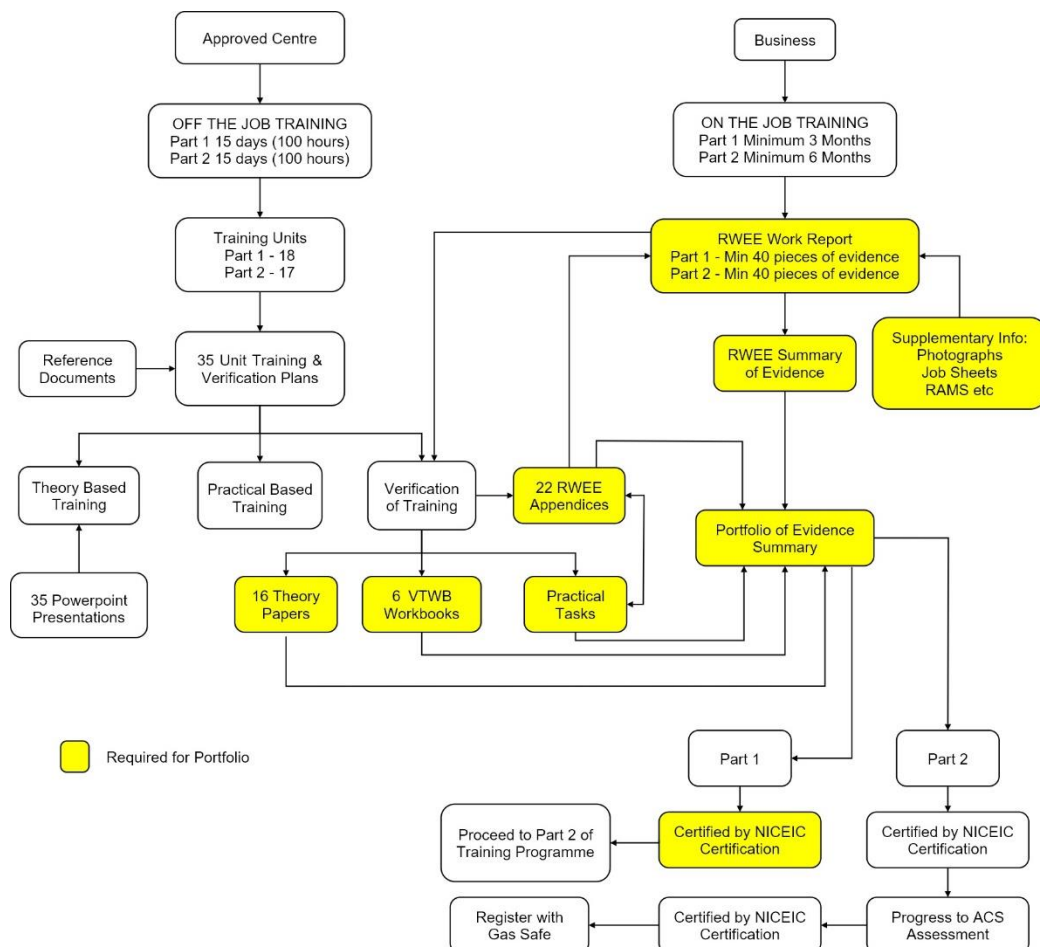 Approved Centre
Business
OFF THE JOB TRAINING
Part 1 15 days (100 hours)
Part 2 15 days (100 hours)
ON THE JOB TRAINING
Part 1 Minimum 3 Months
Part 2 Minimum 6 Months
Training Units
Part 1 - 18
Part 2 - 17
RWEE Work Report
Part 1 - Min 40 pieces of evidence
Part 2 - Min 40 pieces of evidence
Reference
Documents
35 Unit Training &
Verification Plans
RWEE Summary
of Evidence
Supplementary Info:
Photographs
Job Sheets
RAMS etc
Theory Based
Training
Practical Based
Training
Verification
of Training
22 RWEE
Appendices
Portfolio of Evidence
Summary
35 Powerpoint
Presentations
16 Theory
Papers
6 VTWB
Workbooks
Practical
Tasks
Required for Portfolio
Part 1
Part 2
Proceed to Part 2 of
Training Programme
Certified by NICEIC
Certification
Certified by NICEIC
Certification
Register with
Gas Safe
Certified by NICEIC
Certification
Progress to ACS
Assessment